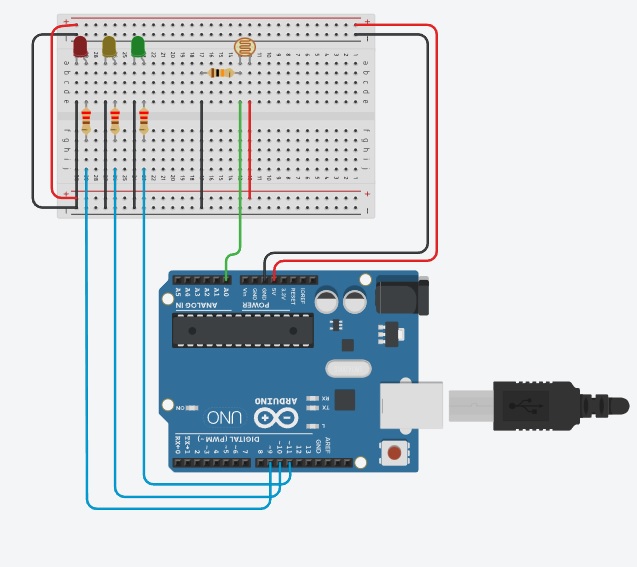 + +
− −
a a
b b
c c
d d
e e
f f
g g
h h
i i
j j
+ +
− −
A5 A4 A3 A2 A1 A0
Vin GND GND 5V 3.3V RESET IOREF
ANALOG IN
POWER
ARDUINO
UNO
ON
RX
TX
L
DIGITAL (PWM ~)
RX←0 TX→1 2 ~3 4 ~5 ~6 7 8 ~9 ~10 ~11 12 13 GND AREF